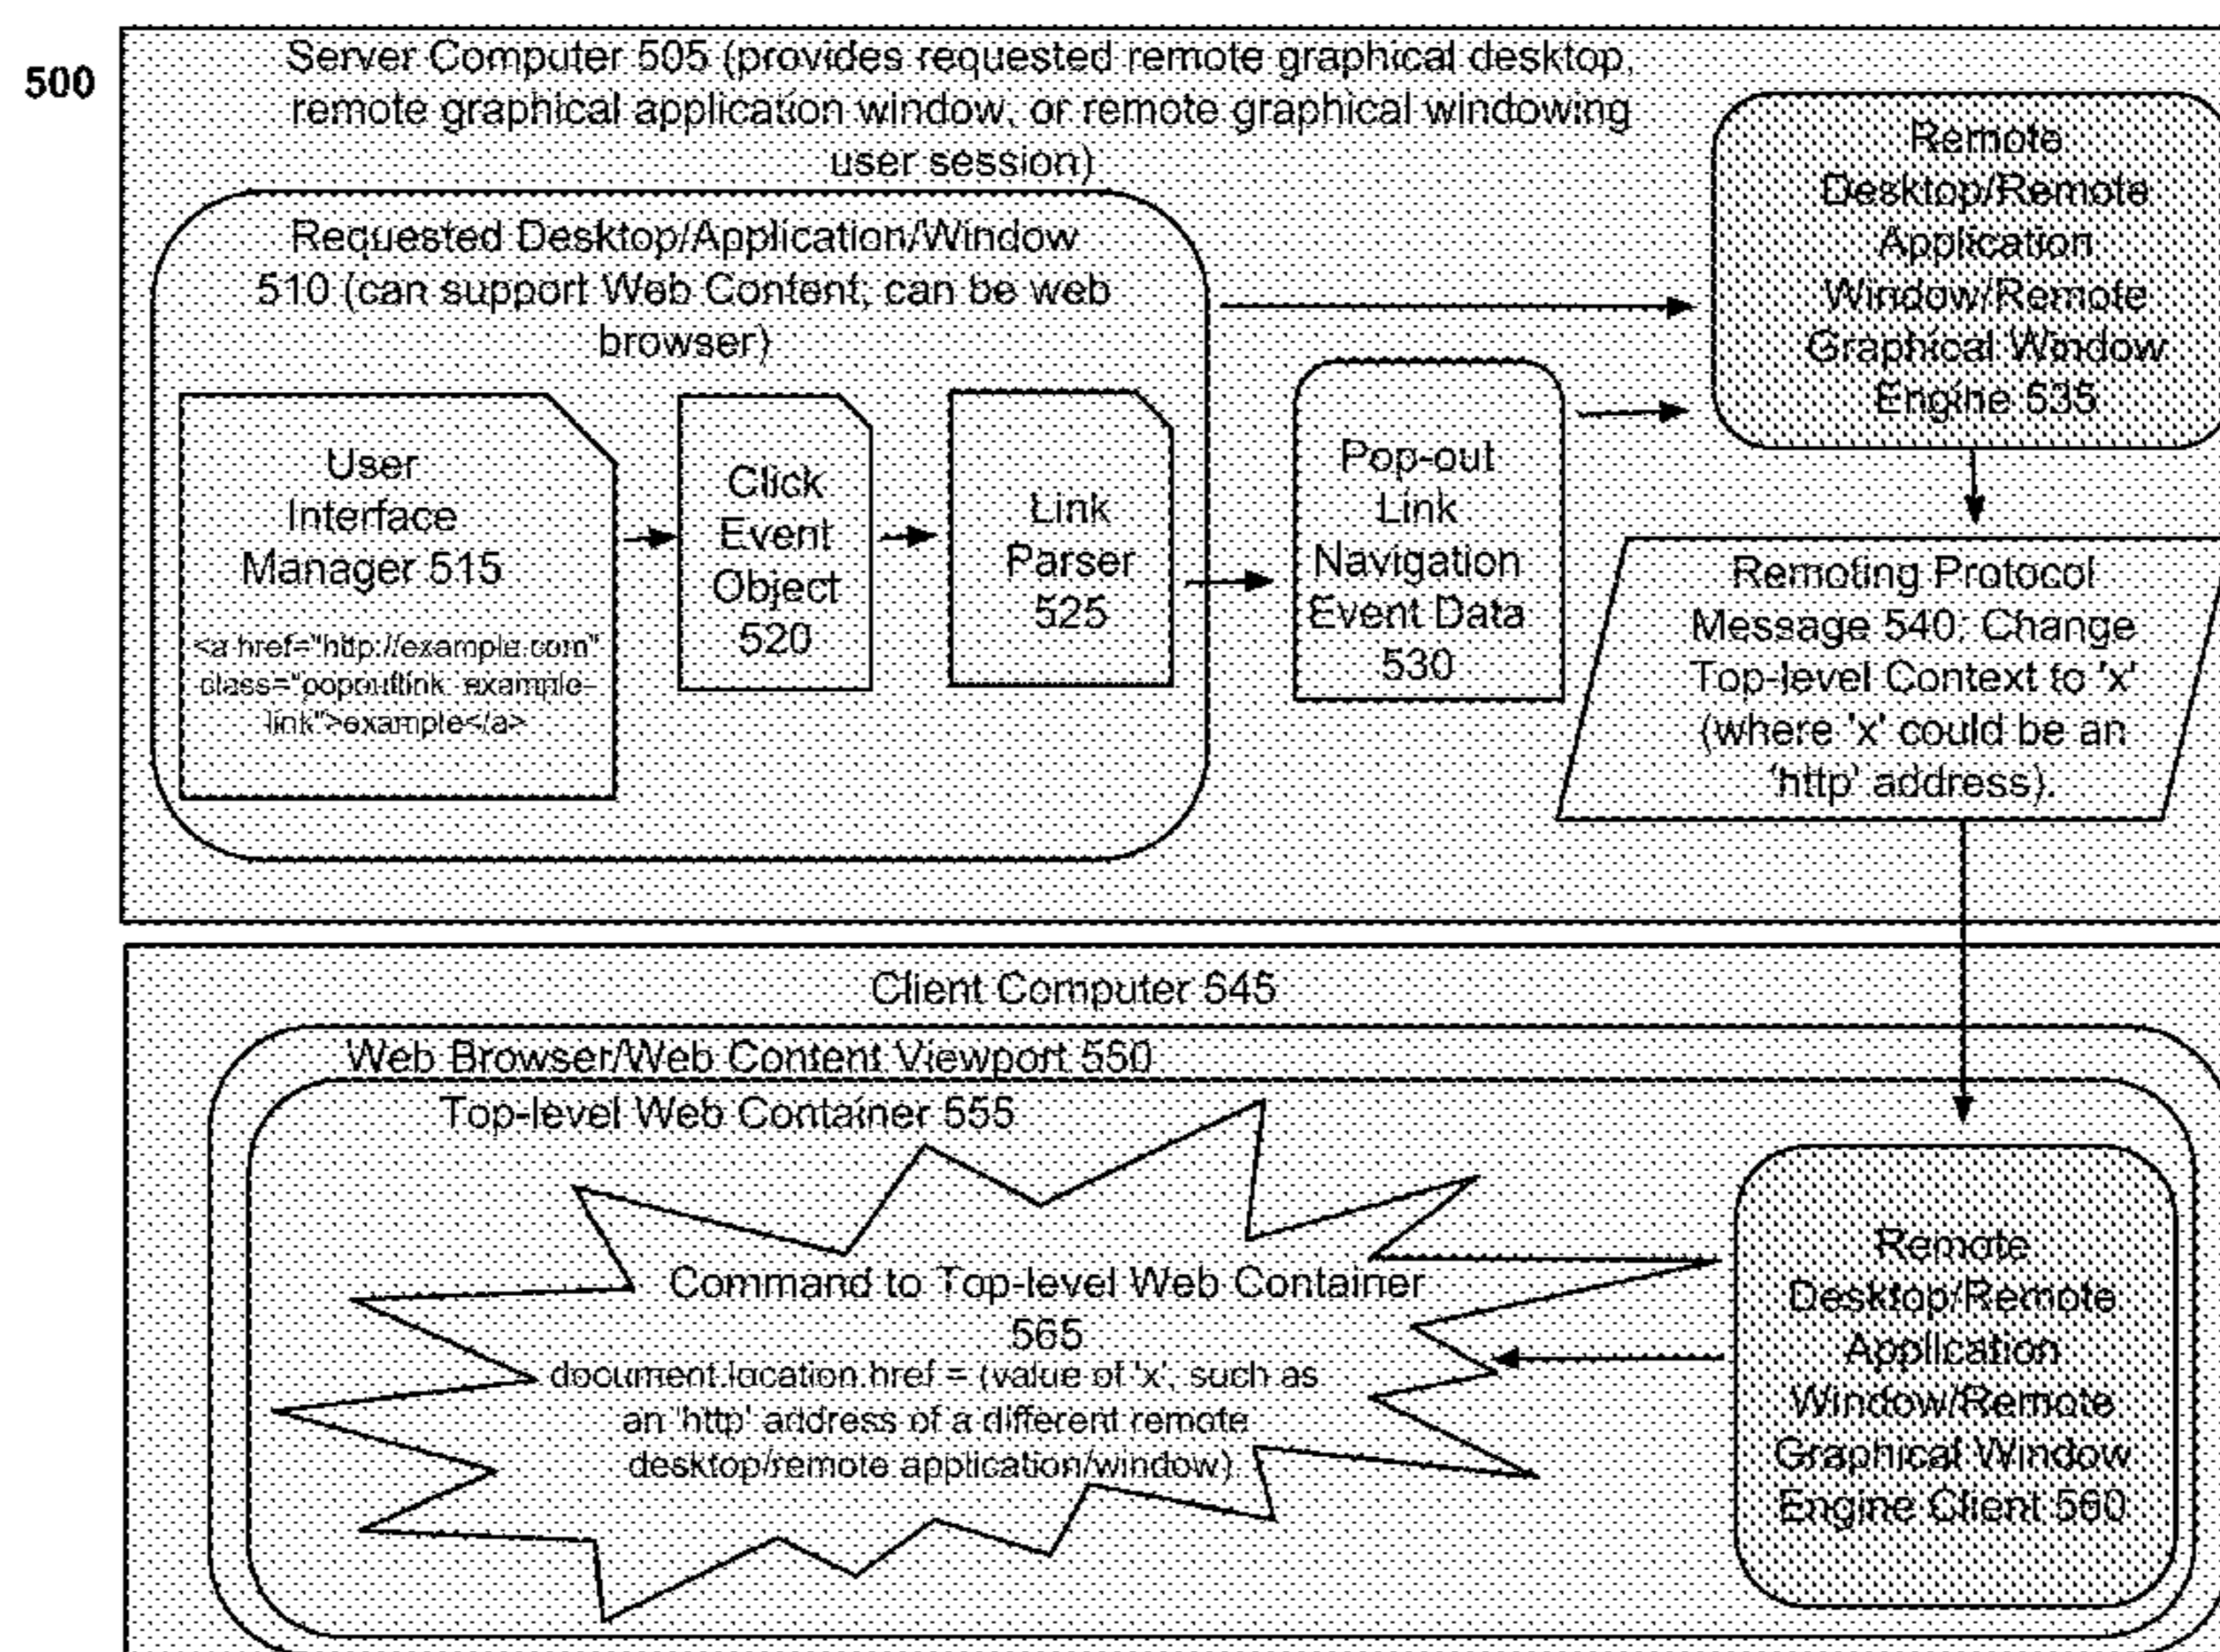 500
Server Computer 505 (provides requested remote graphical desktop,
remote graphical application window, or remote graphical windowing
user session)
Requested Desktop/Application/Window
510 (can support Web Content; can be web
browser)
User
Interface
Manager 515
<a href="http://example.com"
class="popoutlink example-
link">example</a>
Click
Event
Object
520
Link
Parser
525
Pop-out
Link
Navigation
Event Data
530
Remote
Desktop/Remote
Application
Window/Remote
Graphical Window
Engine 535
Remoting Protocol
Message 540: Change
Top-level Context to 'x'
(where 'x' could be an
'http' address).
Client Computer 545
Web Browser/Web Content Viewport 550
Top-level Web Container 555
Command to Top-level Web Container
565
document.location.href = (value of 'x', such as
an 'http' address of a different remote
desktop/remote application/window).
Remote
Desktop/Remote
Application
Window/Remote
Graphical Window
Engine Client 560